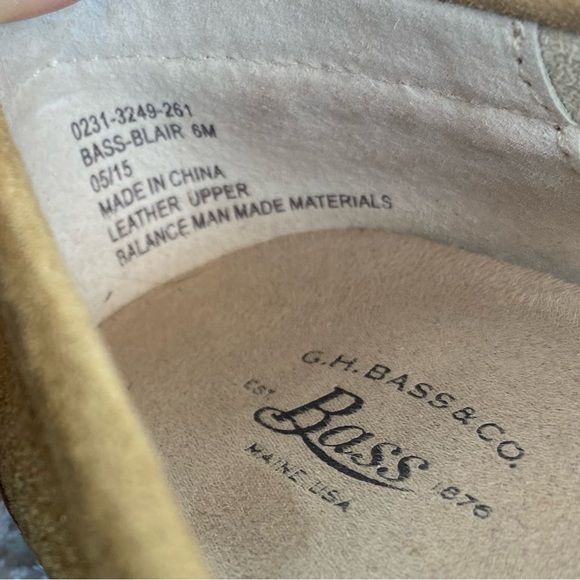 0231-3249-261
BASS-BLAIR 6M
05/15
MADE IN CHINA
LEATHER UPPER
BALANCE MAN MADE MATERIALS
G.H. BASS & CO.
EST. Bass 1876
MAINE USA